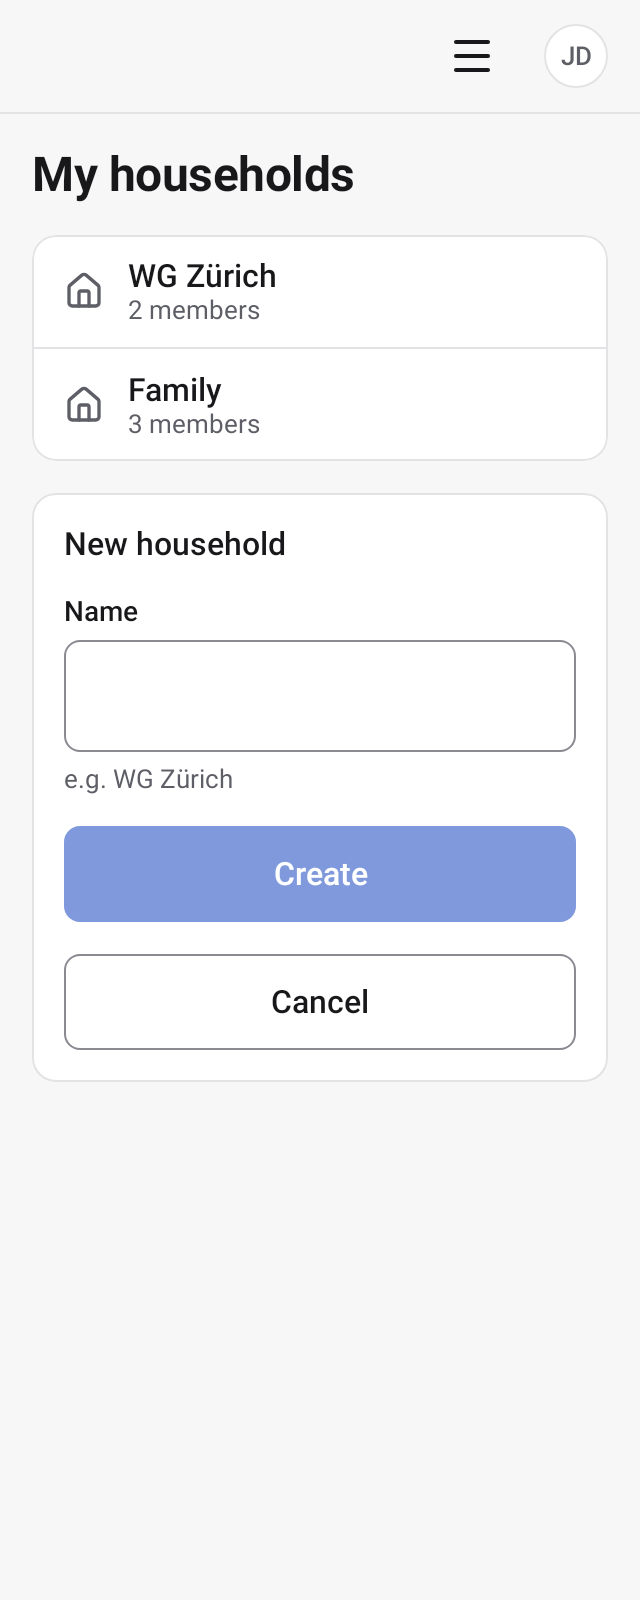 JD
My households
WG Zürich
2 members
Family
3 members
New household
Name
e.g. WG Zürich
Create
Cancel